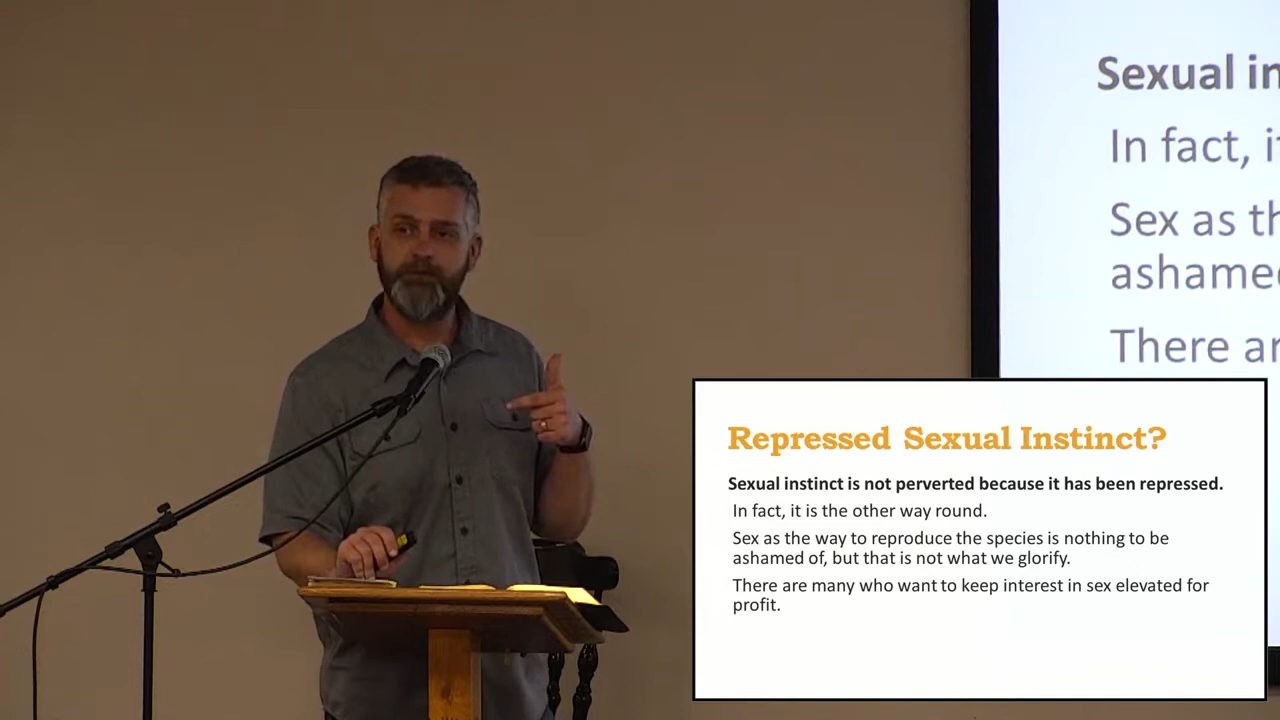 Sexual in
In fact, i
Sex as th
ashamed
There ar
Repressed Sexual Instinct?
Sexual instinct is not perverted because it has been repressed.
In fact, it is the other way round.
Sex as the way to reproduce the species is nothing to be
ashamed of, but that is not what we glorify.
There are many who want to keep interest in sex elevated for
profit.